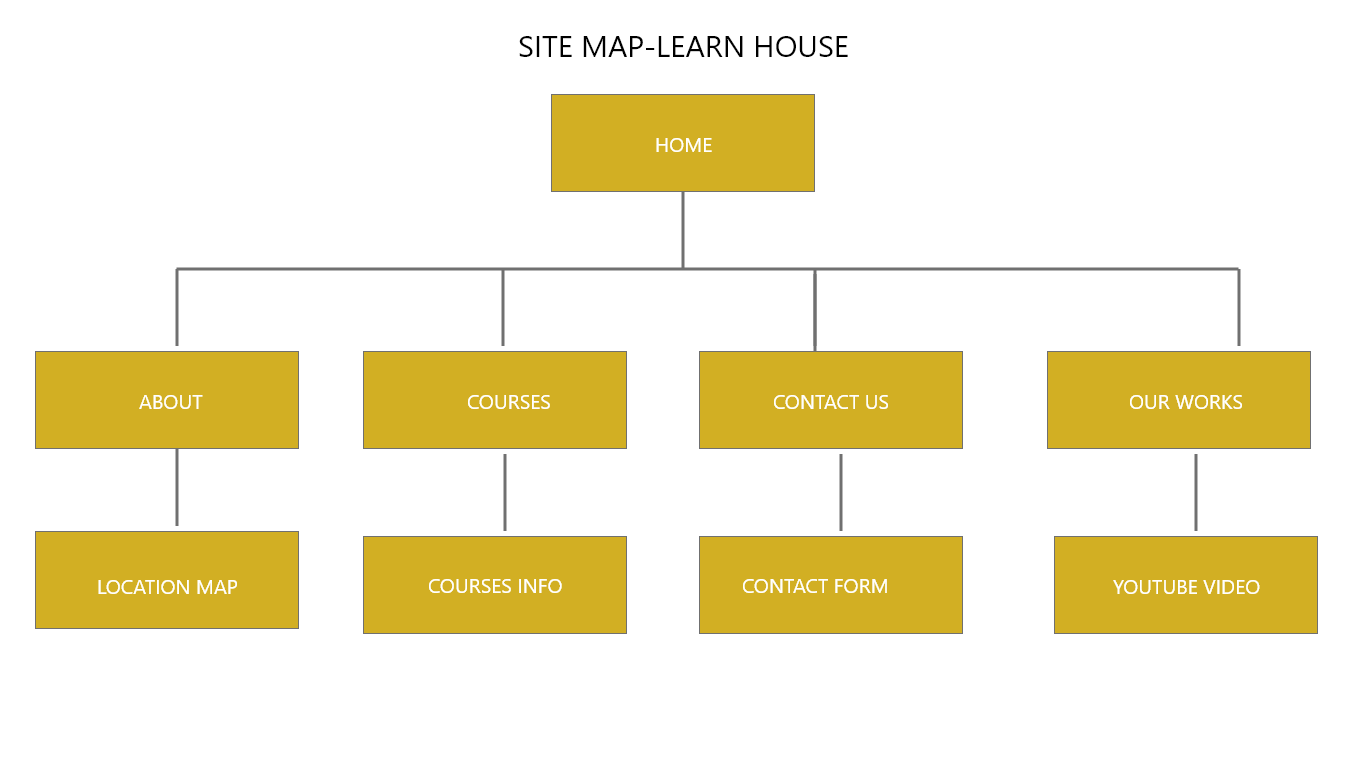 SITE MAP-LEARN HOUSE
HOME
ABOUT
COURSES
CONTACT US
OUR WORKS
LOCATION MAP
COURSES INFO
CONTACT FORM
YOUTUBE VIDEO